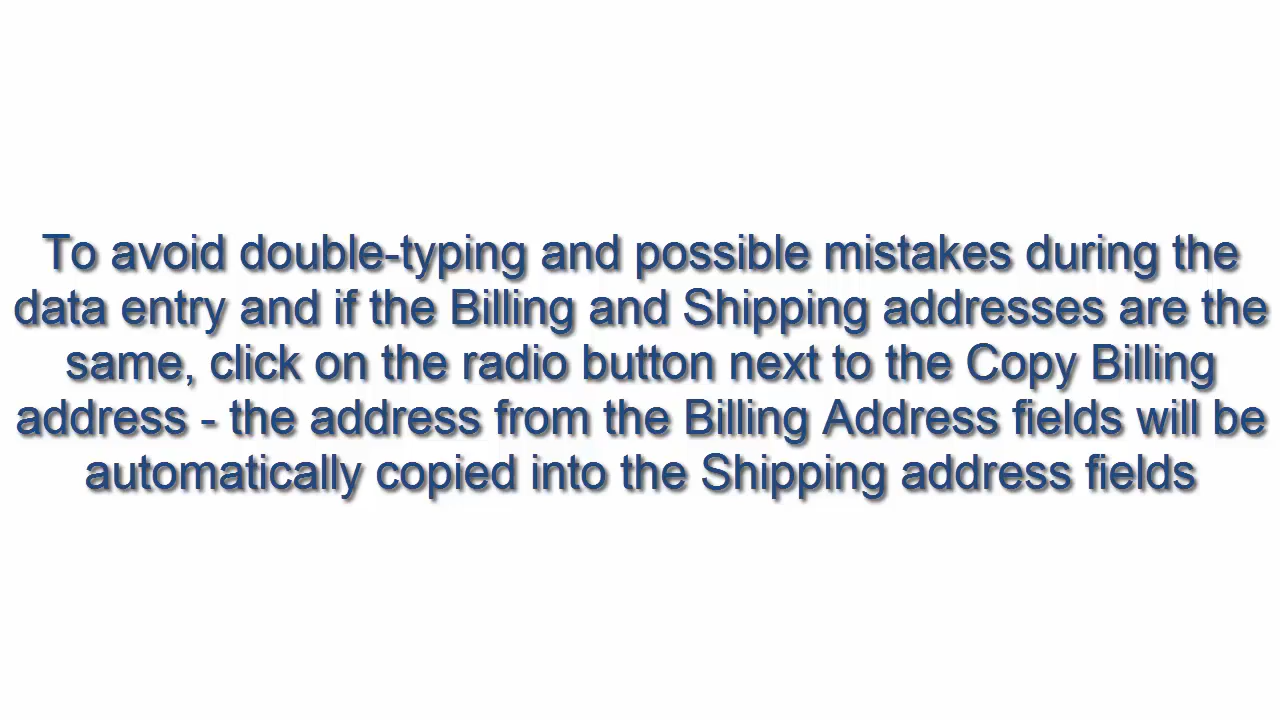 To avoid double-typing and possible mistakes during the
data entry and if the Billing and Shipping addresses are the
same, click on the radio button next to the Copy Billing
address - the address from the Billing Address fields will be
automatically copied into the Shipping address fields